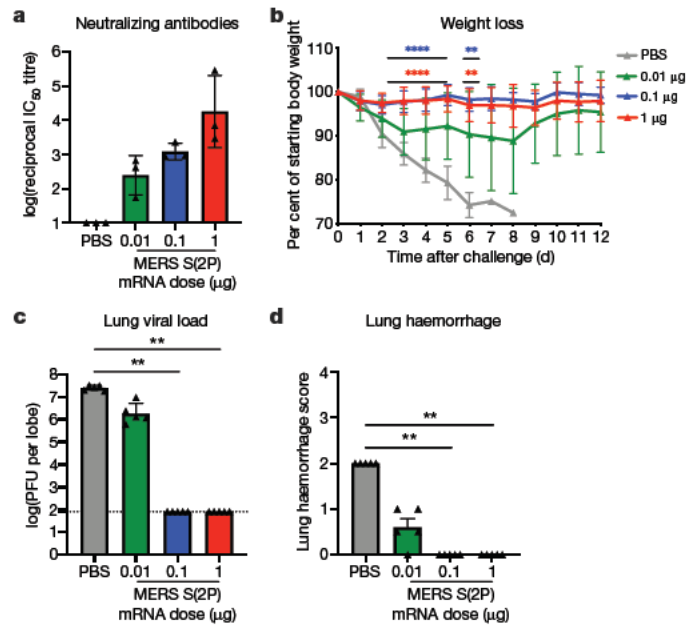 a
Neutralizing antibodies
log(reciprocal IC50 titre)
6
5
4
3
2
1
PBS 0.01 0.1 1
MERS S(2P)
mRNA dose (µg)
b
Weight loss
Per cent of starting body weight
110
100
90
80
70
**** **
**** **
0 1 2 3 4 5 6 7 8 9 10 11 12
Time after challenge (d)
PBS
0.01 µg
0.1 µg
1 µg
c
Lung viral load
log(PFU per lobe)
8
7
6
5
4
3
2
1
0
**
**
PBS 0.01 0.1 1
MERS S(2P)
mRNA dose (µg)
d
Lung haemorrhage
Lung haemorrhage score
4
3
2
1
0
**
**
PBS 0.01 0.1 1
MERS S(2P)
mRNA dose (µg)